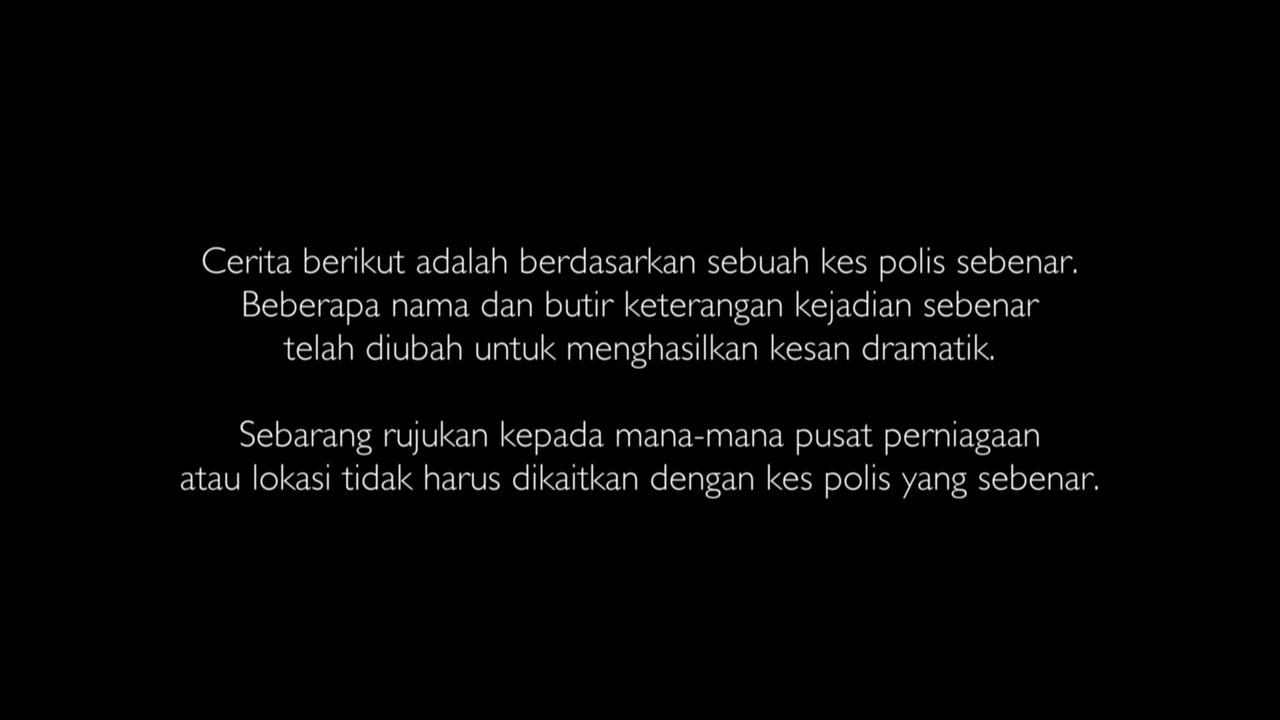 Cerita berikut adalah berdasarkan sebuah kes polis sebenar.
Beberapa nama dan butir keterangan kejadian sebenar
telah diubah untuk menghasilkan kesan dramatik.
Sebarang rujukan kepada mana-mana pusat perniagaan
atau lokasi tidak harus dikaitkan dengan kes polis yang sebenar.